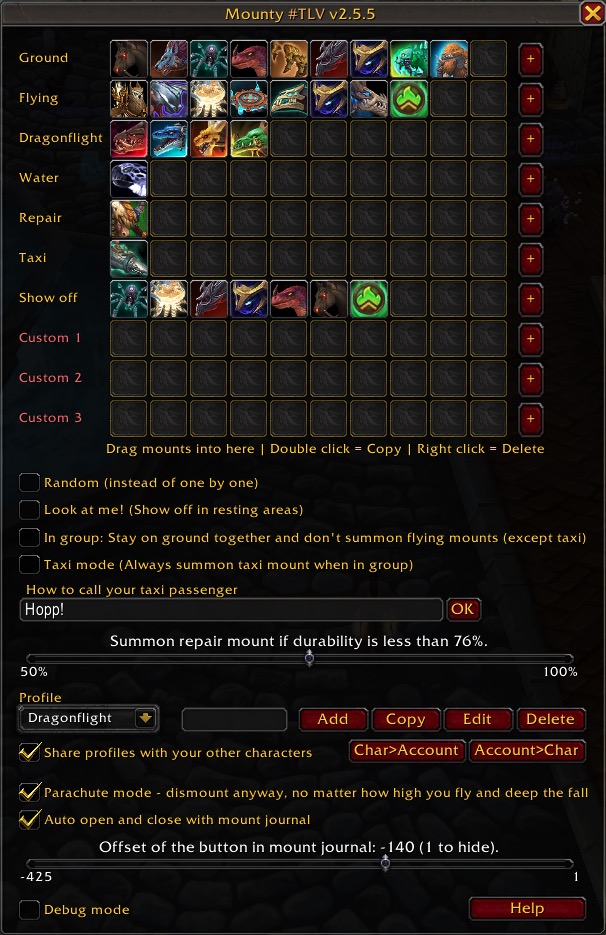 Mounty #TLV v2.5.5
Ground
+
Flying
+
Dragonflight
+
Water
+
Repair
+
Taxi
+
Show off
+
Custom 1
+
Custom 2
+
Custom 3
+
Drag mounts into here | Double click = Copy | Right click = Delete
Random (instead of one by one)
Look at me! (Show off in resting areas)
In group: Stay on ground together and don't summon flying mounts (except taxi)
Taxi mode (Always summon taxi mount when in group)
How to call your taxi passenger
Hopp! OK
Summon repair mount if durability is less than 76%.
50% 100%
Profile
Dragonflight Add Copy Edit Delete
Share profiles with your other characters Char>Account Account>Char
Parachute mode - dismount anyway, no matter how high you fly and deep the fall
Auto open and close with mount journal
Offset of the button in mount journal: -140 (1 to hide).
-425 1
Debug mode Help